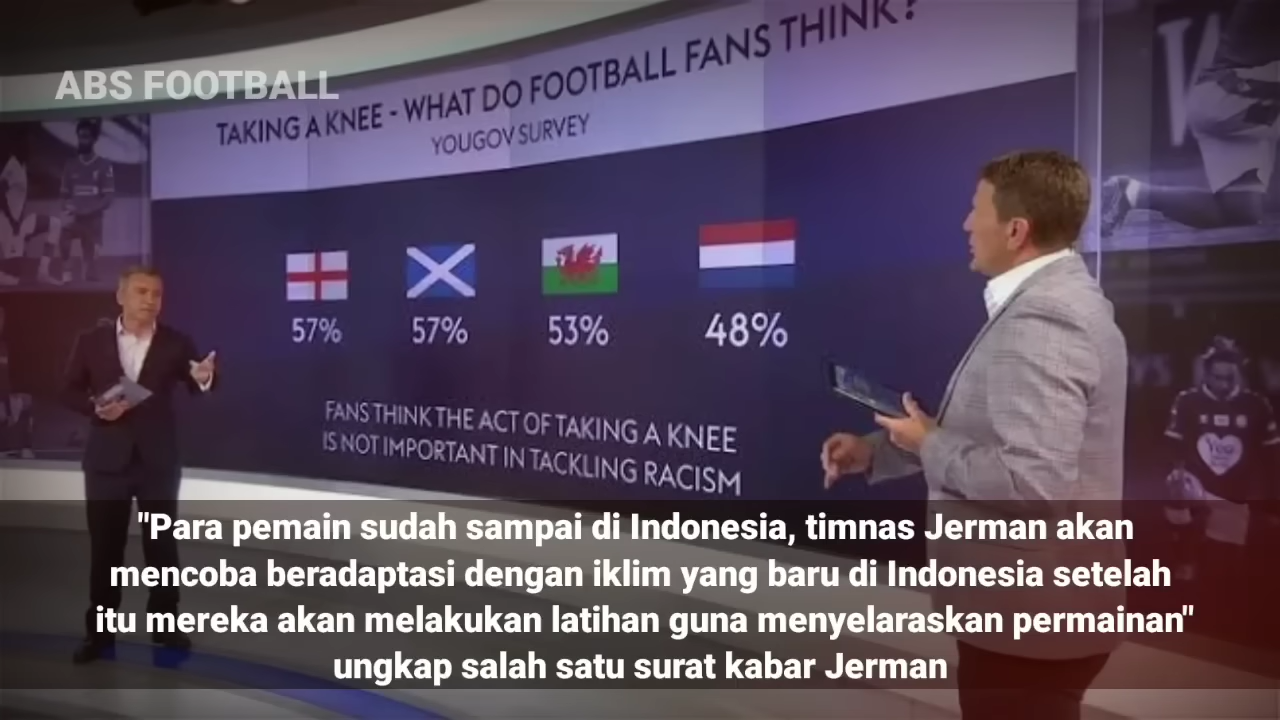 ABS FOOTBALL
TAKING A KNEE - WHAT DO FOOTBALL FANS THINK?
YOUGOV SURVEY
57% 57% 53% 48%
FANS THINK THE ACT OF TAKING A KNEE
IS NOT IMPORTANT IN TACKLING RACISM
"Para pemain sudah sampai di Indonesia, timnas Jerman akan
mencoba beradaptasi dengan iklim yang baru di Indonesia setelah
itu mereka akan melakukan latihan guna menyelaraskan permainan"
ungkap salah satu surat kabar Jerman